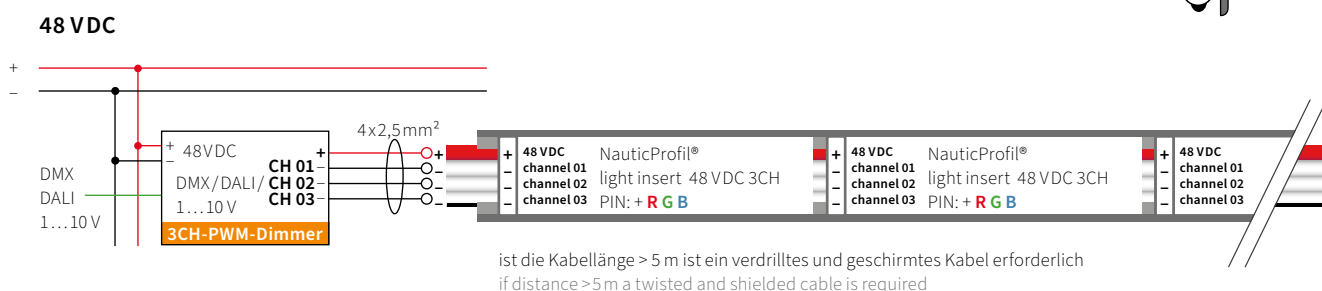 48 VDC
+
–
4x2,5mm²
+ 48VDC +
– CH 01–
DMX/DALI/ CH 02–
1…10 V CH 03–
3CH-PWM-Dimmer
DMX
DALI
1…10 V
+
–
–
–
+ 48 VDC
– channel 01
– channel 02
– channel 03
NauticProfil®
light insert 48 VDC 3CH
PIN: + R G B
+ 48 VDC
– channel 01
– channel 02
– channel 03
NauticProfil®
light insert 48 VDC 3CH
PIN: + R G B
+ 48 VDC
– channel 01
– channel 02
– channel 03
ist die Kabellänge > 5 m ist ein verdrilltes und geschirmtes Kabel erforderlich
if distance >5 m a twisted and shielded cable is required